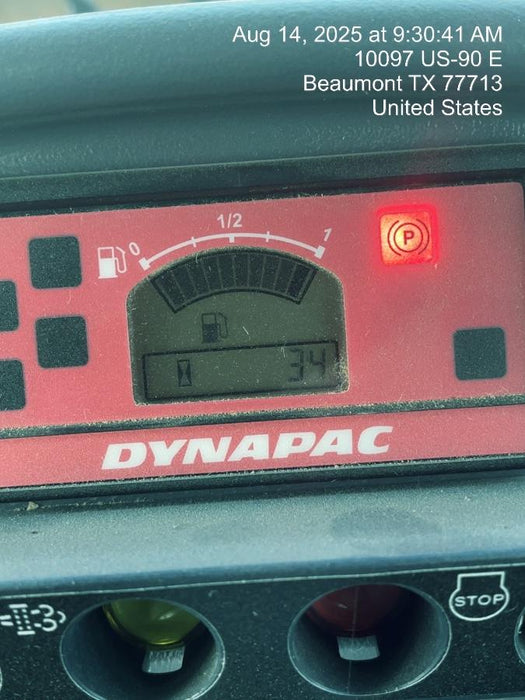 Aug 14, 2025 at 9:30:41 AM
10097 US-90 E
Beaumont TX 77713
United States
0 1/2 1
P
34
DYNAPAC
STOP